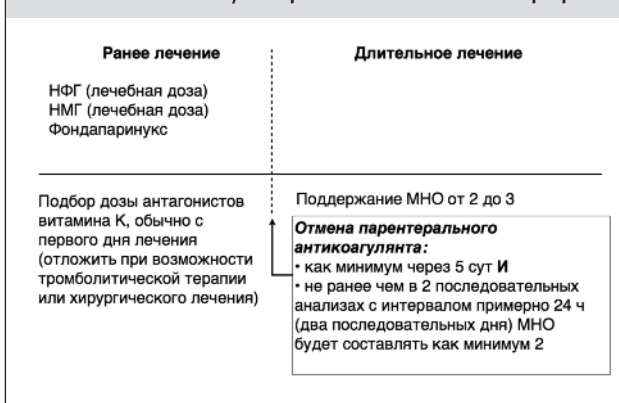 Ранее лечение
Длительное лечение
НФГ (лечебная доза)
НМГ (лечебная доза)
Фондапаринукс
Подбор дозы антагонистов
витамина К, обычно с
первого дня лечения
(отложить при возможности
тромболитической терапии
или хирургического лечения)
Поддержание МНО от 2 до 3
Отмена парентерального
антикоагулянта:
• как минимум через 5 сут И
• не ранее чем в 2 последовательных
анализах с интервалом примерно 24 ч
(два последовательных дня) МНО
будет составлять как минимум 2